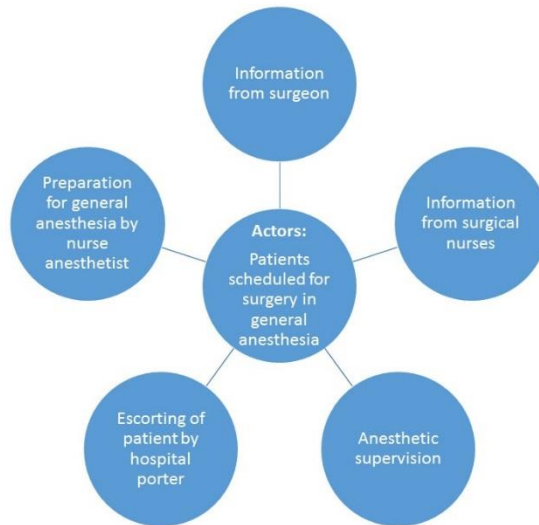 Information
from surgeon
Preparation
for general
anesthesia by
nurse
anesthetist
Information
from surgical
nurses
Actors:
Patients
scheduled for
surgery in
general
anesthesia
Escorting of
patient by
hospital
porter
Anesthetic
supervision